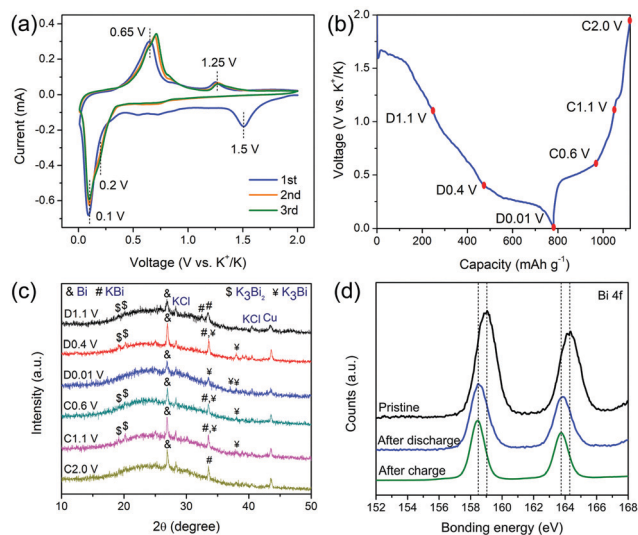 (a)
0.4
0.2
0.0
-0.2
-0.4
-0.6
Current (mA)
0.65 V
1.25 V
1.5 V
0.2 V
0.1 V
1st
2nd
3rd
0.0
0.5
1.0
1.5
2.0
Voltage (V vs. K⁺/K)
(b)
2.0
1.5
1.0
0.5
0.0
Voltage (V vs. K⁺/K)
C2.0 V
D1.1 V
C1.1 V
D0.4 V
C0.6 V
D0.01 V
0
200
400
600
800
1000
Capacity (mAh g⁻¹)
(c)
& Bi # KBi $ K₃Bi₂ ¥ K₃Bi
D1.1 V $ $ & KCl # # KCl Cu
D0.4 V $ $ & #,¥ ¥
D0.01 V & ¥ ¥
C0.6 V $ $ & #,¥ ¥
C1.1 V $ $ & #,¥ ¥
C2.0 V & #
Intensity (a.u.)
10
20
30
40
50
2θ (degree)
(d)
Bi 4f
Counts (a.u.)
Pristine
After discharge
After charge
152
156
158
160
162
164
166
168
Bonding energy (eV)